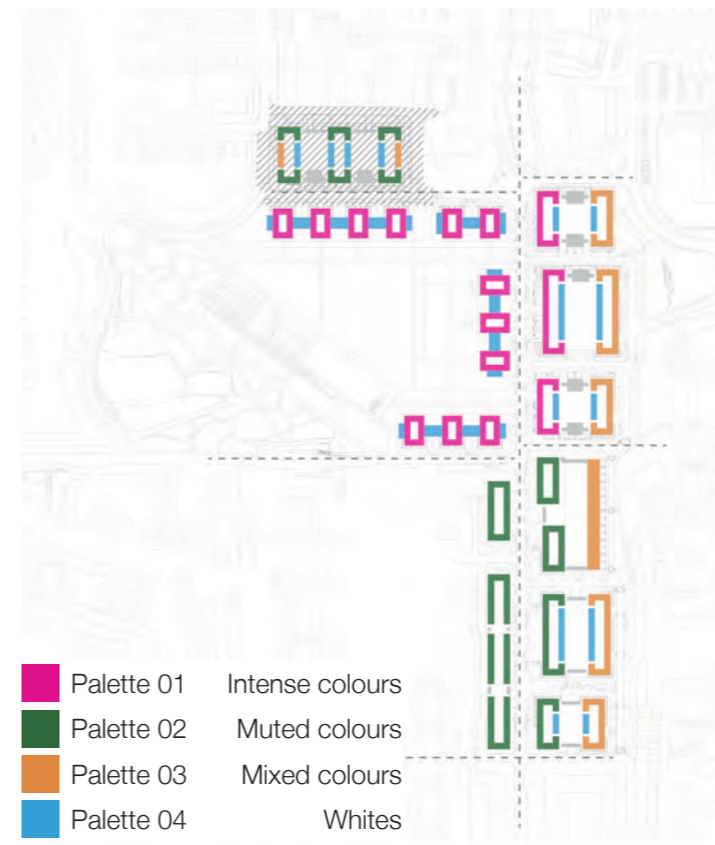 Palette 01 Intense colours
Palette 02 Muted colours
Palette 03 Mixed colours
Palette 04 Whites